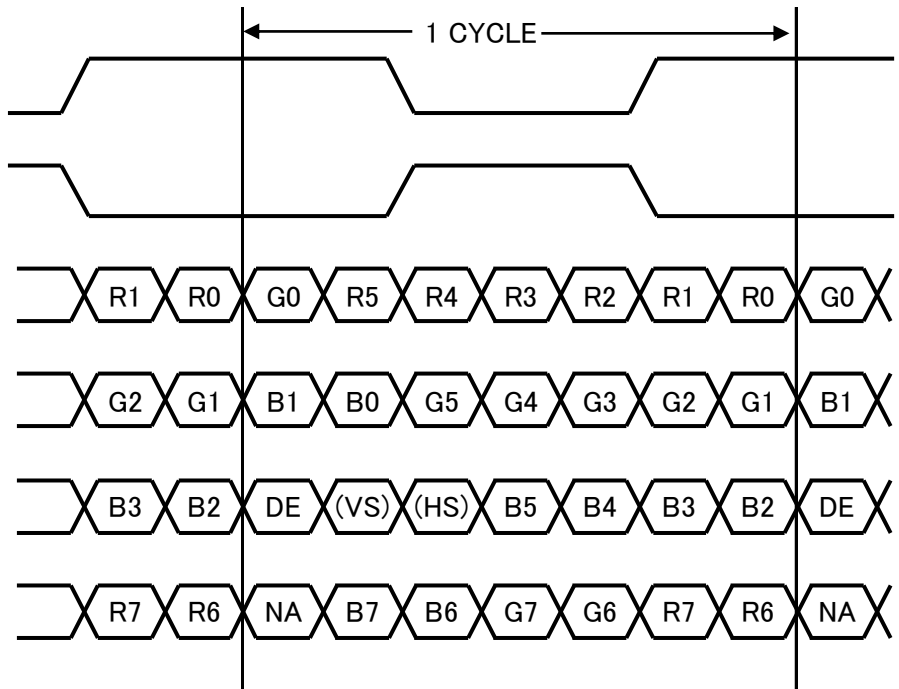 1 CYCLE
R1 R0 G0 R5 R4 R3 R2 R1 R0 G0
G2 G1 B1 B0 G5 G4 G3 G2 G1 B1
B3 B2 DE (VS) (HS) B5 B4 B3 B2 DE
R7 R6 NA B7 B6 G7 G6 R7 R6 NA